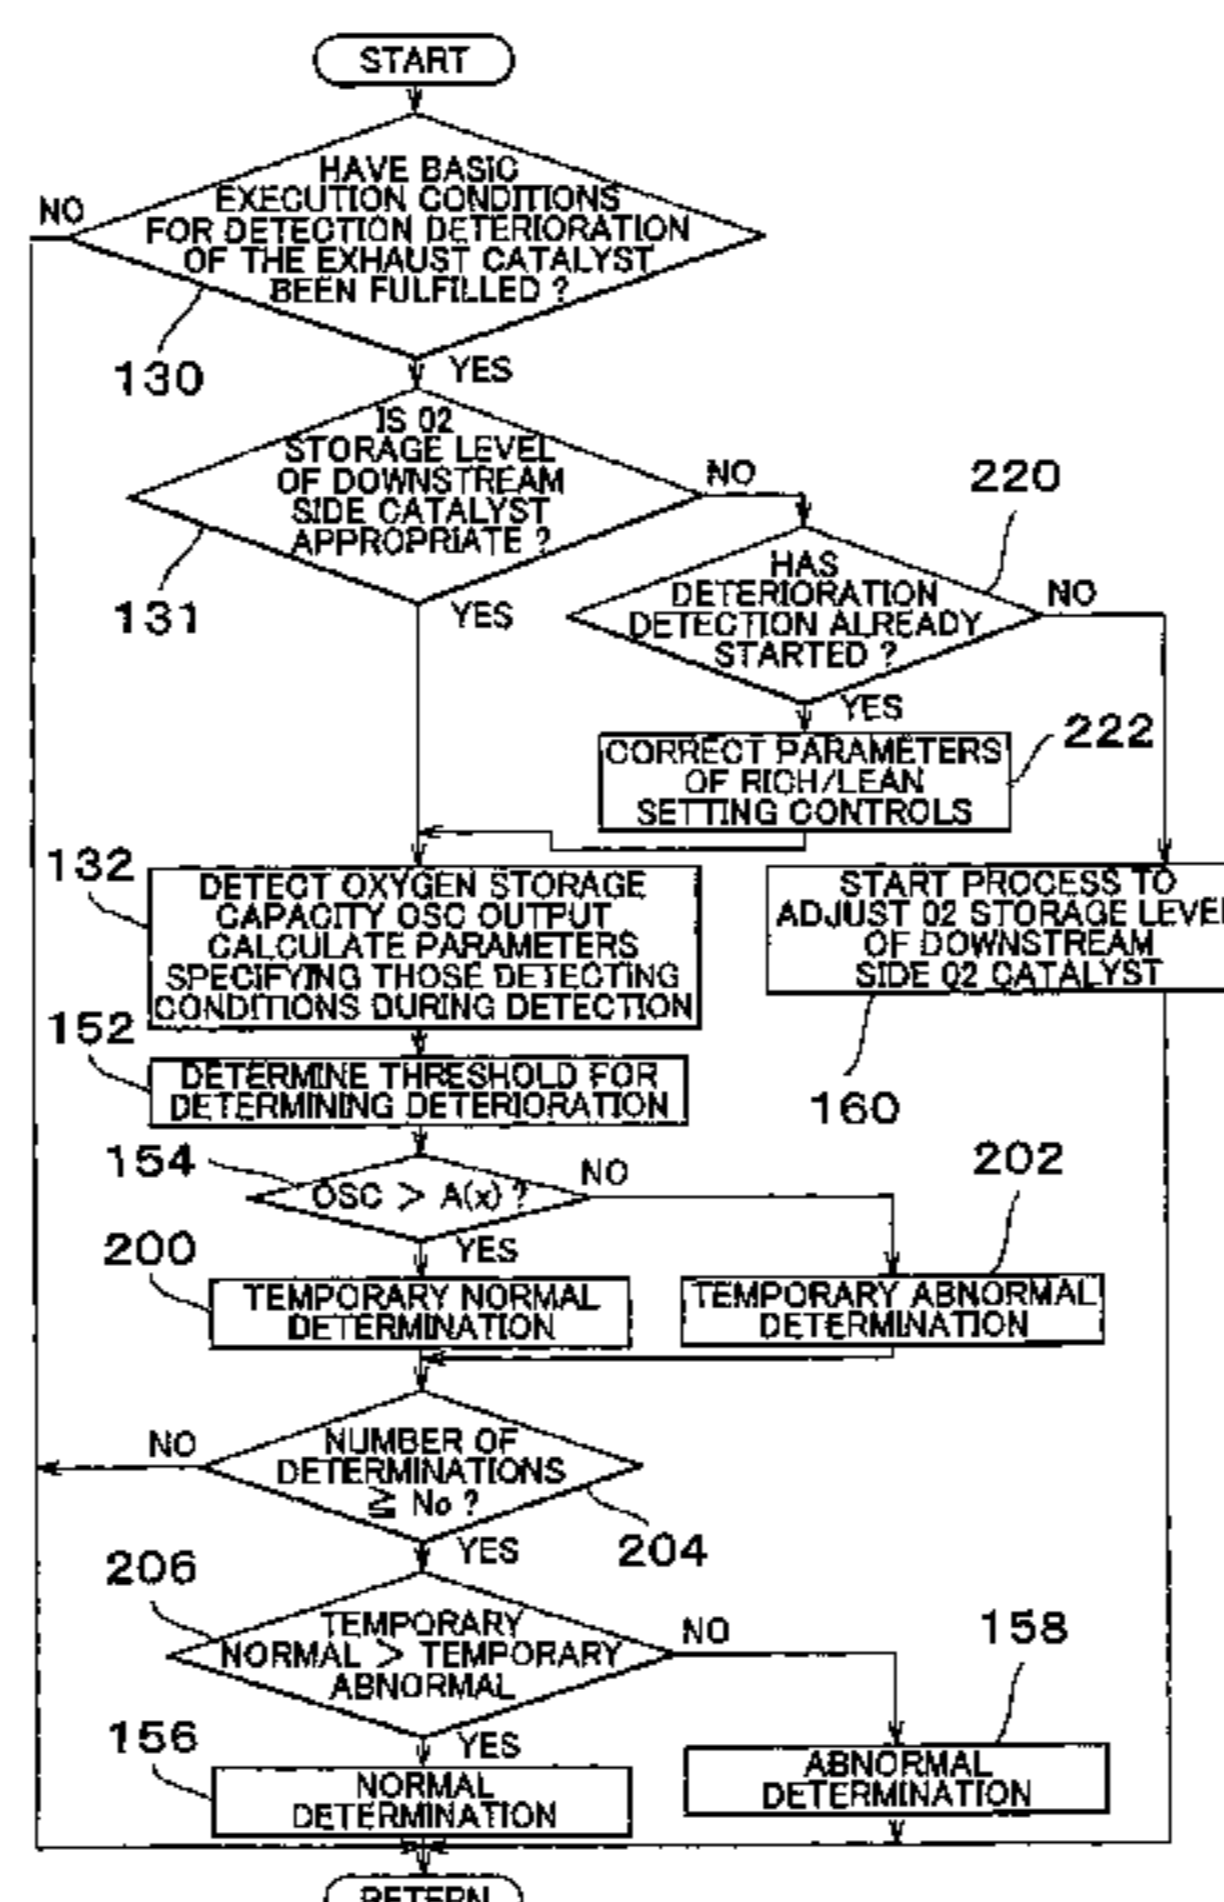 START
HAVE BASIC
EXECUTION CONDITIONS
FOR DETECTION DETERIORATION
OF THE EXHAUST CATALYST
BEEN FULFILLED ?
NO
130
YES
IS 02
STORAGE LEVEL
OF DOWNSTREAM
SIDE CATALYST
APPROPRIATE ?
NO
131
YES
220
HAS
DETERIORATION
DETECTION ALREADY
STARTED ?
NO
YES
222
CORRECT PARAMETERS
OF RICH/LEAN
SETTING CONTROLS
132
DETECT OXYGEN STORAGE
CAPACITY OSC OUTPUT
CALCULATE PARAMETERS
SPECIFYING THOSE DETECTING
CONDITIONS DURING DETECTION
START PROCESS TO
ADJUST 02 STORAGE LEVEL
OF DOWNSTREAM
SIDE 02 CATALYST
160
152
DETERMINE THRESHOLD FOR
DETERMINING DETERIORATION
154
OSC > A(x) ?
NO
YES
202
200
TEMPORARY NORMAL
DETERMINATION
TEMPORARY ABNORMAL
DETERMINATION
NUMBER OF
DETERMINATIONS
≧ No ?
NO
204
YES
206
TEMPORARY
NORMAL > TEMPORARY
ABNORMAL
NO
158
YES
156
NORMAL
DETERMINATION
ABNORMAL
DETERMINATION
RETERN